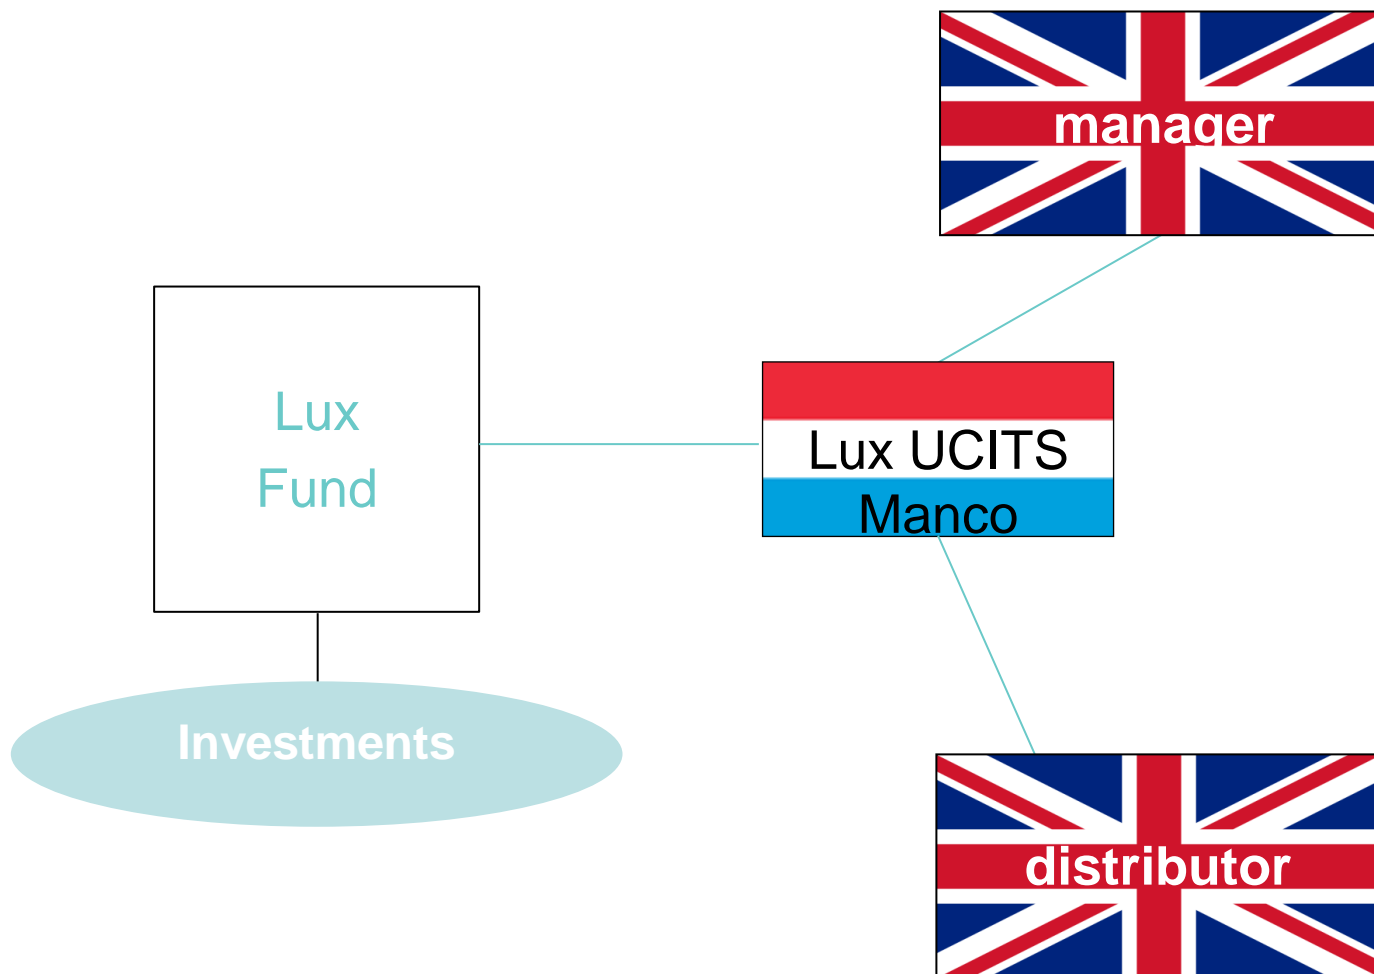 manager
Lux
Fund
Lux UCITS
Manco
Investments
distributor